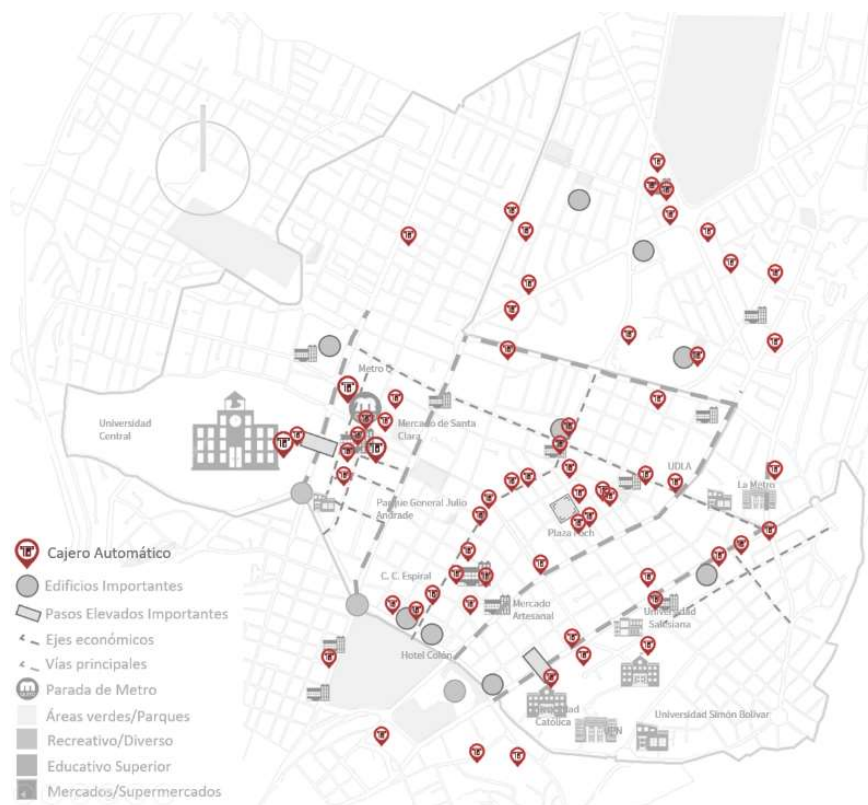 Metro Q
Universidad
Central
Mercado de Santa
Clara
UDLA
La Metro
Parque General Julio
Andrade
Plaza Foch
C. C. Espiral
Mercado
Artesanal
Universidad
Salesiana
Hotel Colón
Universidad
Católica
EPN
Universidad Simón Bolivar
Cajero Automático
Edificios Importantes
Pasos Elevados Importantes
Ejes económicos
Vías principales
Parada de Metro
Áreas verdes/Parques
Recreativo/Diverso
Educativo Superior
Mercados/Supermercados